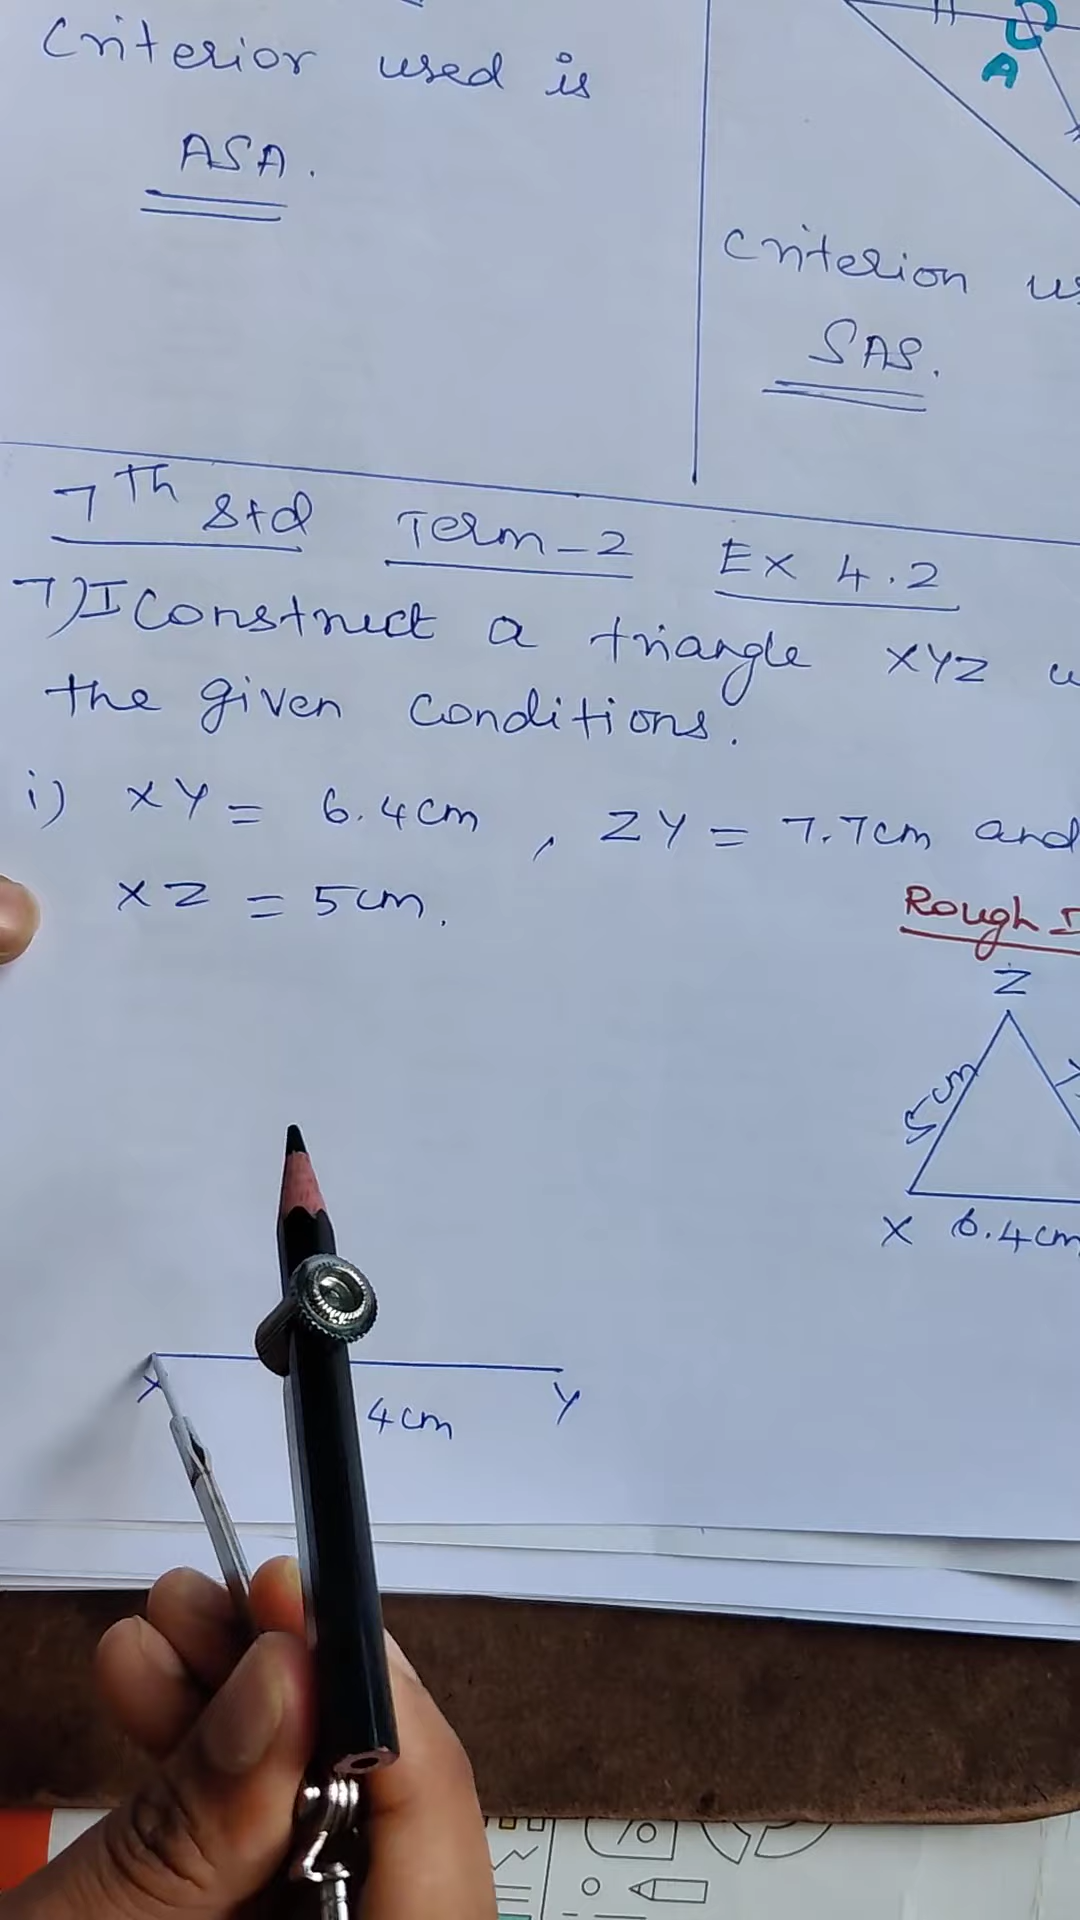 Criterior used is
ASA.
A
Criterion
SAS.
7Th Std Term-2 Ex 4.2
7)I Construct a triangle XYZ
the given conditions.
i) XY = 6.4cm , ZY = 7.7cm and
XZ = 5cm.
Rough
Z
5cm
X 6.4cm
X Y
4cm